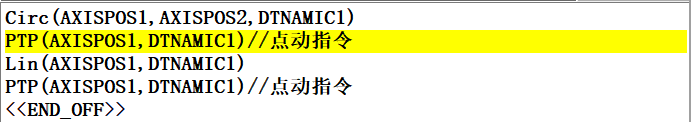 Circ(AXISPOS1,AXISPOS2,DTNAMIC1)
PTP(AXISPOS1,DTNAMIC1)//点动指令
Lin(AXISPOS1,DTNAMIC1)
PTP(AXISPOS1,DTNAMIC1)//点动指令
<<END_OFF>>